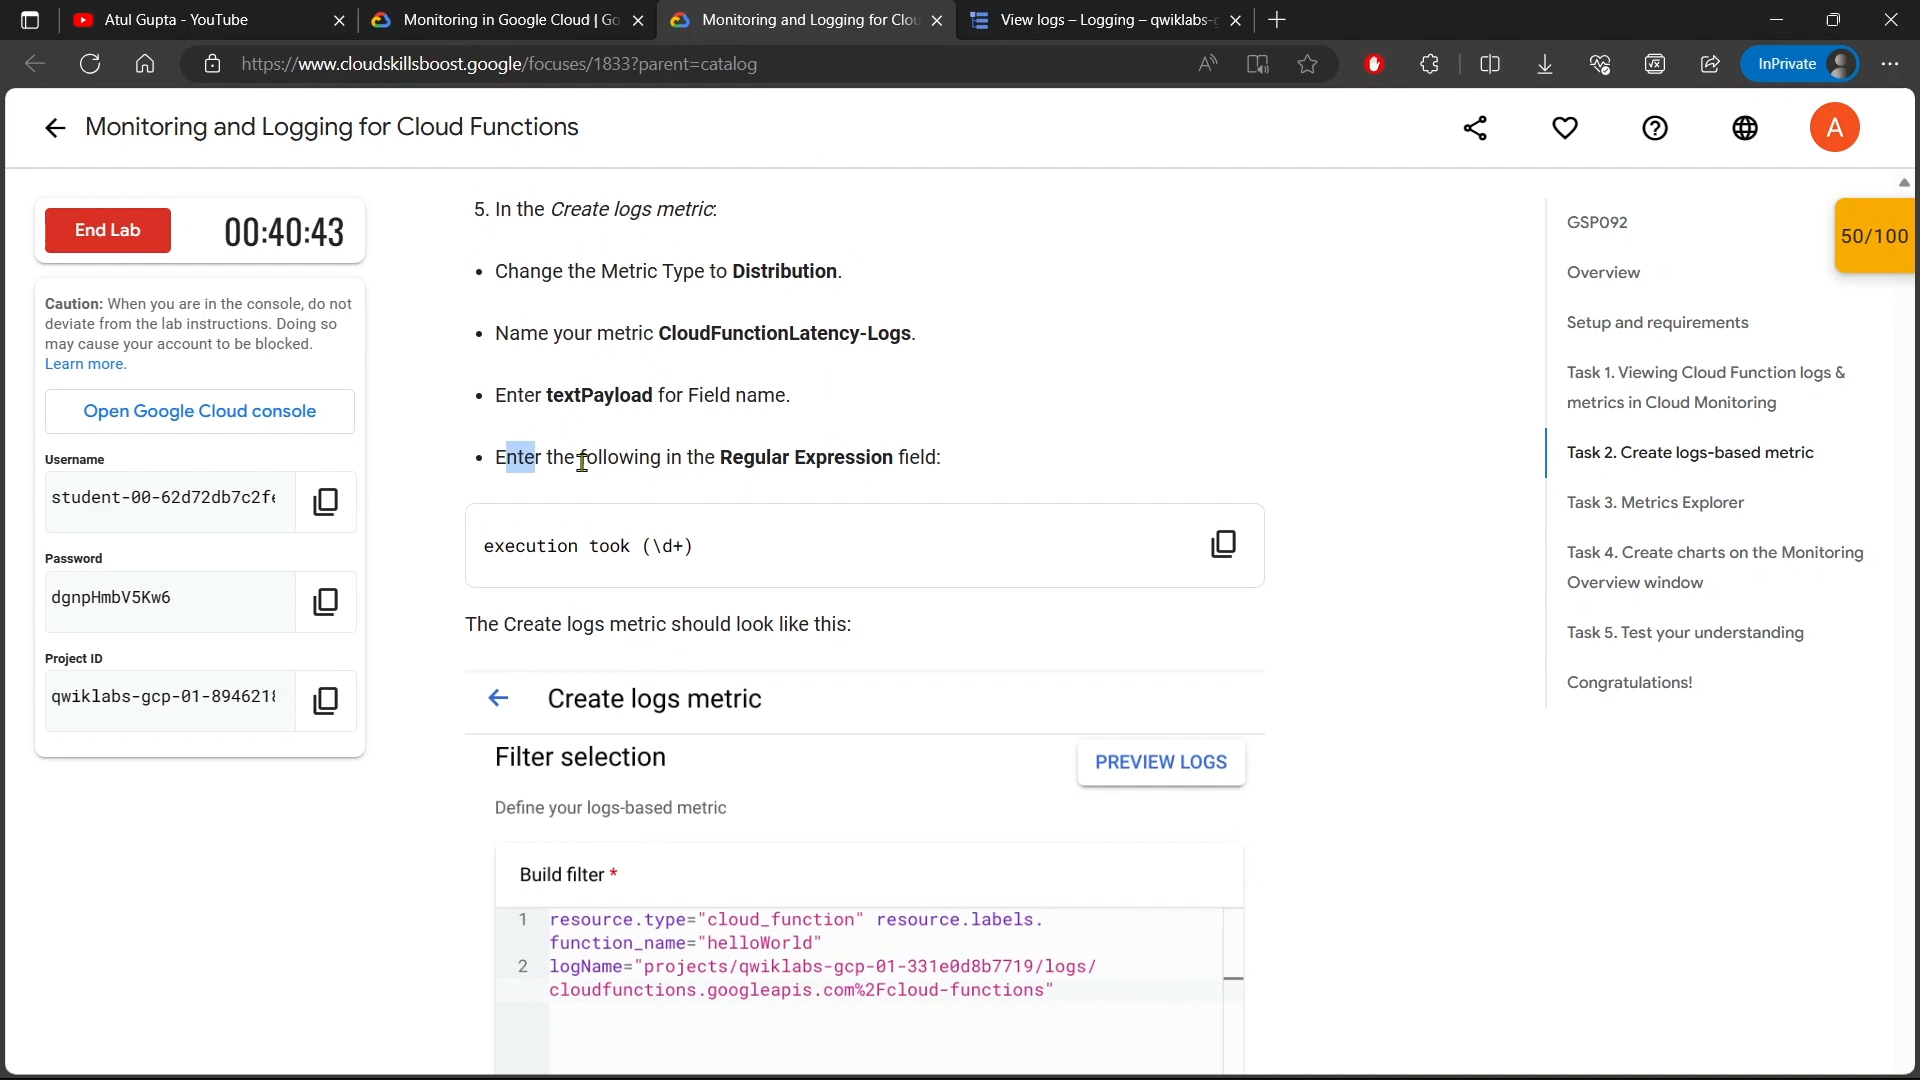 Atul Gupta - YouTube
Monitoring in Google Cloud | Go
Monitoring and Logging for Clou
View logs – Logging – qwiklabs-g
https://www.cloudskillsboost.google/focuses/1833?parent=catalog
InPrivate
Monitoring and Logging for Cloud Functions
A
End Lab
00:40:43
Caution: When you are in the console, do not
deviate from the lab instructions. Doing so
may cause your account to be blocked.
Learn more.
Open Google Cloud console
Username
student-00-62d72db7c2fe
Password
dgnpHmbV5Kw6
Project ID
qwiklabs-gcp-01-8946218
5. In the Create logs metric:
• Change the Metric Type to Distribution.
• Name your metric CloudFunctionLatency-Logs.
• Enter textPayload for Field name.
• Enter the following in the Regular Expression field:
execution took (\d+)
The Create logs metric should look like this:
Create logs metric
Filter selection
PREVIEW LOGS
Define your logs-based metric
Build filter *
1 resource.type="cloud_function" resource.labels.
function_name="helloWorld"
2 logName="projects/qwiklabs-gcp-01-331e0d8b7719/logs/
cloudfunctions.googleapis.com%2Fcloud-functions"
GSP092
50/100
Overview
Setup and requirements
Task 1. Viewing Cloud Function logs &
metrics in Cloud Monitoring
Task 2. Create logs-based metric
Task 3. Metrics Explorer
Task 4. Create charts on the Monitoring
Overview window
Task 5. Test your understanding
Congratulations!